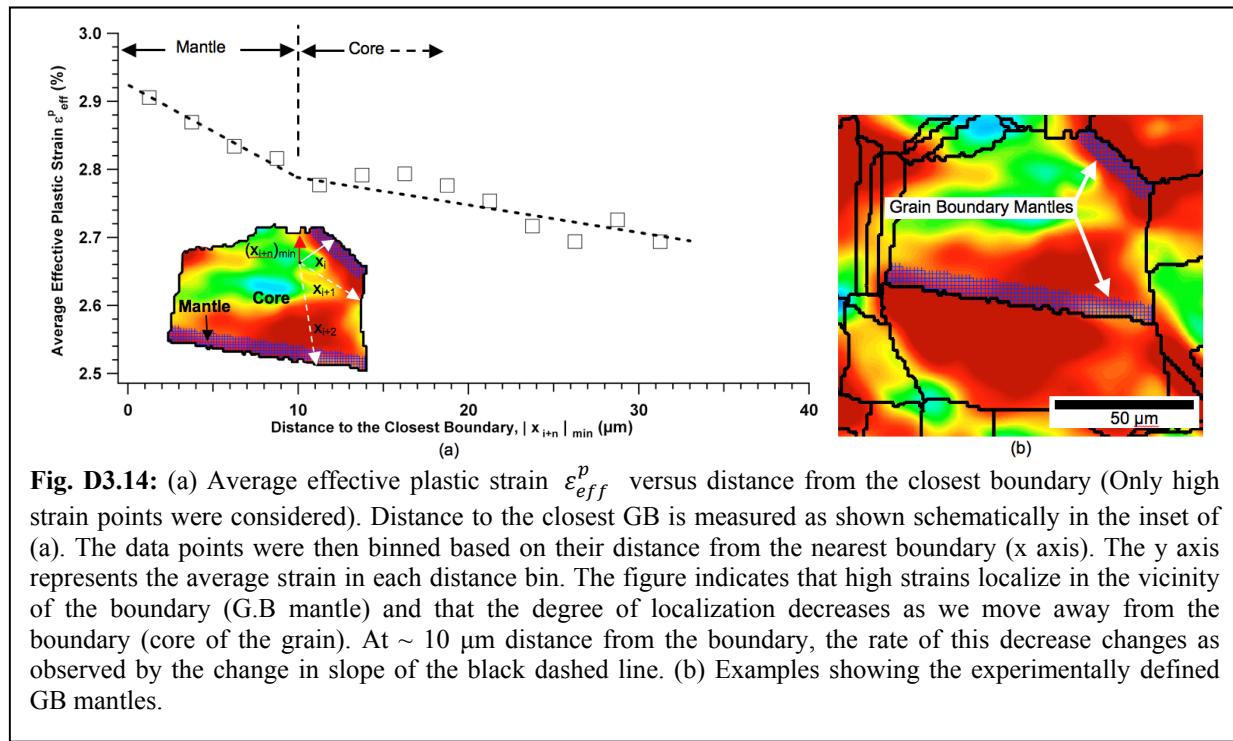 3.0
2.9
2.8
2.7
2.6
2.5
Average Effective Plastic Strain εᵖeff (%)
Mantle
Core
(x i+n)min
x i
x i+1
x i+2
Core
Mantle
0
10
20
30
40
Distance to the Closest Boundary, | x i+n | min (μm)
(a)
Grain Boundary Mantles
50 μm
(b)
Fig. D3.14: (a) Average effective plastic strain ε^p_eff versus distance from the closest boundary (Only high
strain points were considered). Distance to the closest GB is measured as shown schematically in the inset of
(a). The data points were then binned based on their distance from the nearest boundary (x axis). The y axis
represents the average strain in each distance bin. The figure indicates that high strains localize in the vicinity
of the boundary (G.B mantle) and that the degree of localization decreases as we move away from the
boundary (core of the grain). At ~ 10 μm distance from the boundary, the rate of this decrease changes as
observed by the change in slope of the black dashed line. (b) Examples showing the experimentally defined
GB mantles.